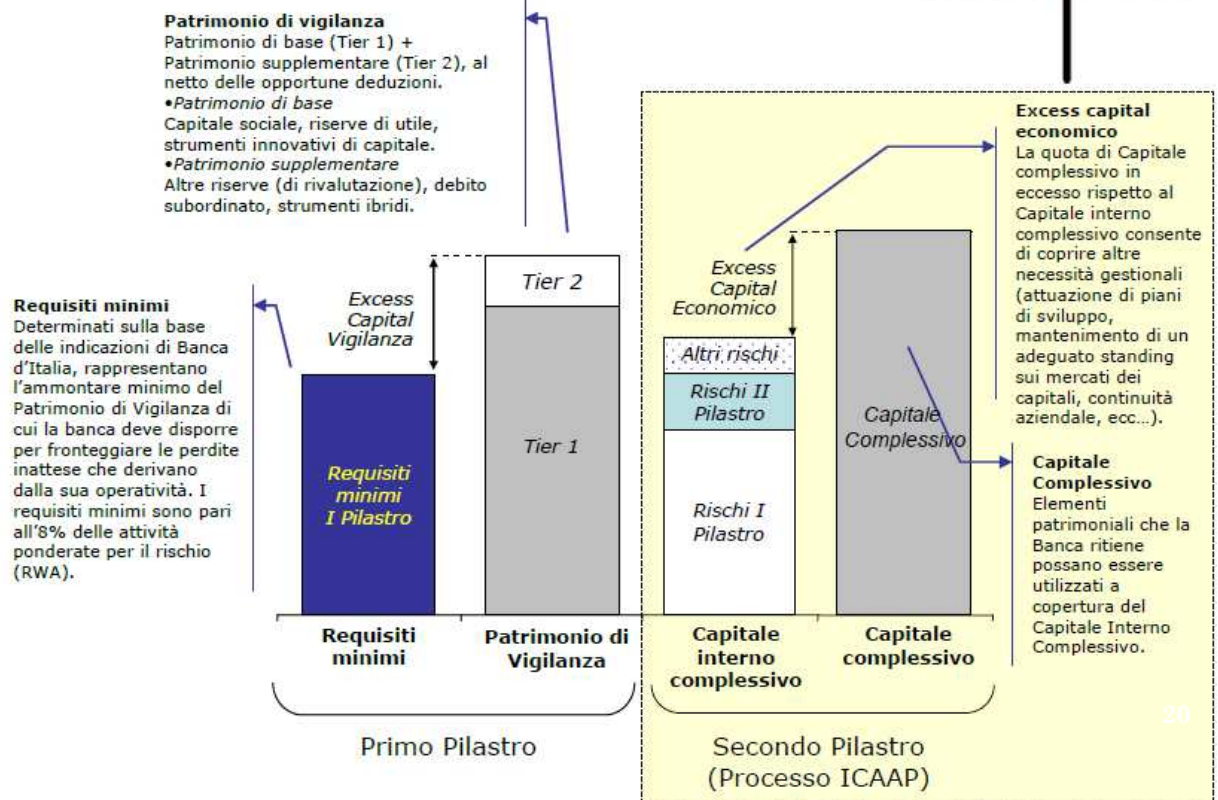 Patrimonio di vigilanza
Patrimonio di base (Tier 1) +
Patrimonio supplementare (Tier 2), al
netto delle opportune deduzioni.
•Patrimonio di base
Capitale sociale, riserve di utile,
strumenti innovativi di capitale.
•Patrimonio supplementare
Altre riserve (di rivalutazione), debito
subordinato, strumenti ibridi.
Requisiti minimi
Determinati sulla base
delle indicazioni di Banca
d'Italia, rappresentano
l'ammontare minimo del
Patrimonio di Vigilanza di
cui la banca deve disporre
per fronteggiare le perdite
inattese che derivano
dalla sua operatività. I
requisiti minimi sono pari
all'8% delle attività
ponderate per il rischio
(RWA).
Excess
Capital
Vigilanza
Requisiti
minimi
I Pilastro
Tier 2
Tier 1
Excess
Capital
Economico
Altri rischi
Rischi II
Pilastro
Rischi I
Pilastro
Capitale
Complessivo
Excess capital
economico
La quota di Capitale
complessivo in
eccesso rispetto al
Capitale interno
complessivo consente
di coprire altre
necessità gestionali
(attuazione di piani
di sviluppo,
mantenimento di un
adeguato standing
sui mercati dei
capitali, continuità
aziendale, ecc...).
Capitale
Complessivo
Elementi
patrimoniali che la
Banca ritiene
possano essere
utilizzati a
copertura del
Capitale Interno
Complessivo.
Requisiti
minimi
Patrimonio di
Vigilanza
Capitale
interno
complessivo
Capitale
complessivo
Primo Pilastro
Secondo Pilastro
(Processo ICAAP)
20